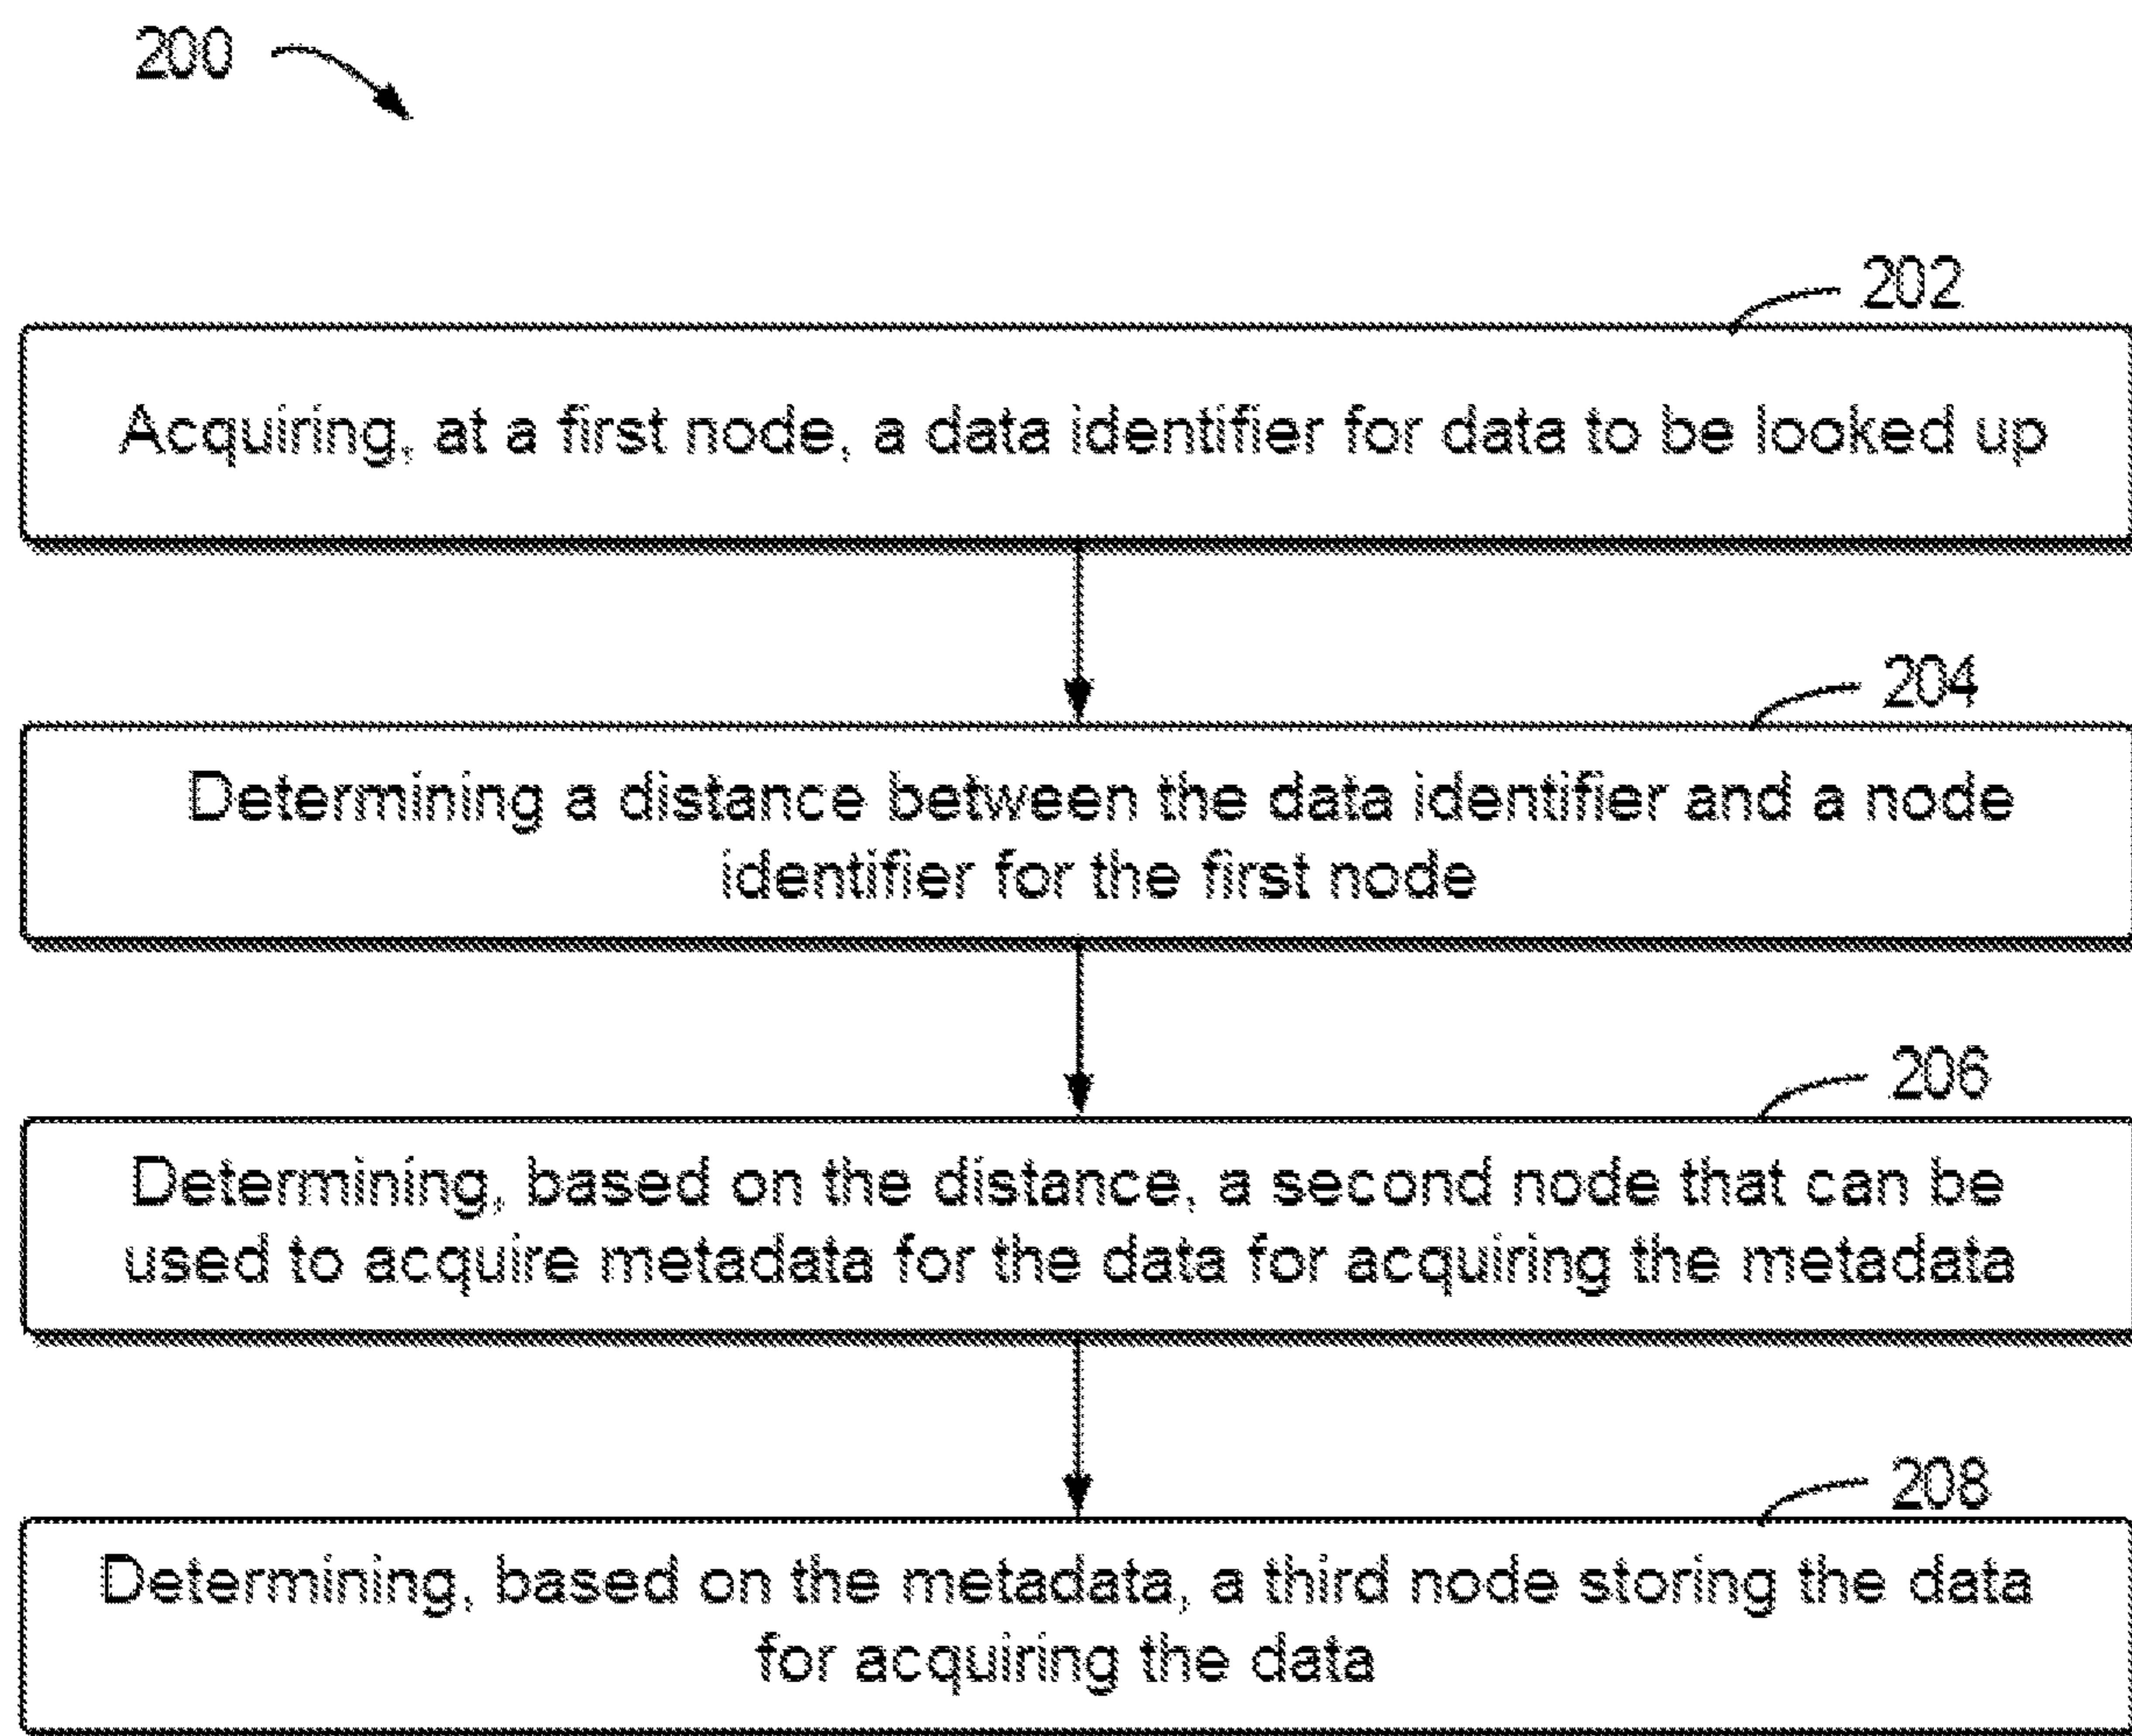 200
202
Acquiring, at a first node, a data identifier for data to be looked up
204
Determining a distance between the data identifier and a node
identifier for the first node
206
Determining, based on the distance, a second node that can be
used to acquire metadata for the data for acquiring the metadata
208
Determining, based on the metadata, a third node storing the data
for acquiring the data